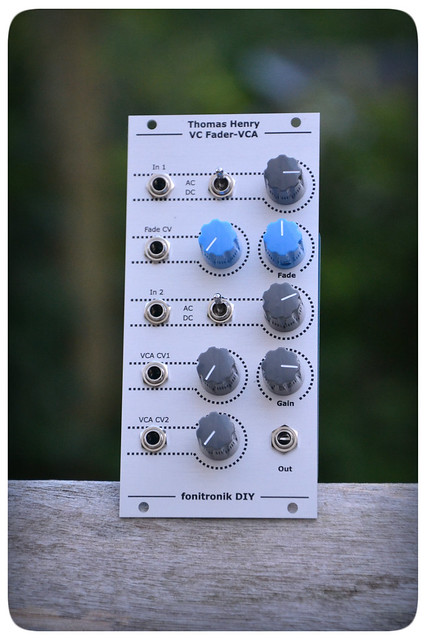 Thomas Henry
VC Fader-VCA
In 1
AC
DC
Fade CV
Fade
In 2
AC
DC
VCA CV1
Gain
VCA CV2
Out
fonitronik DIY